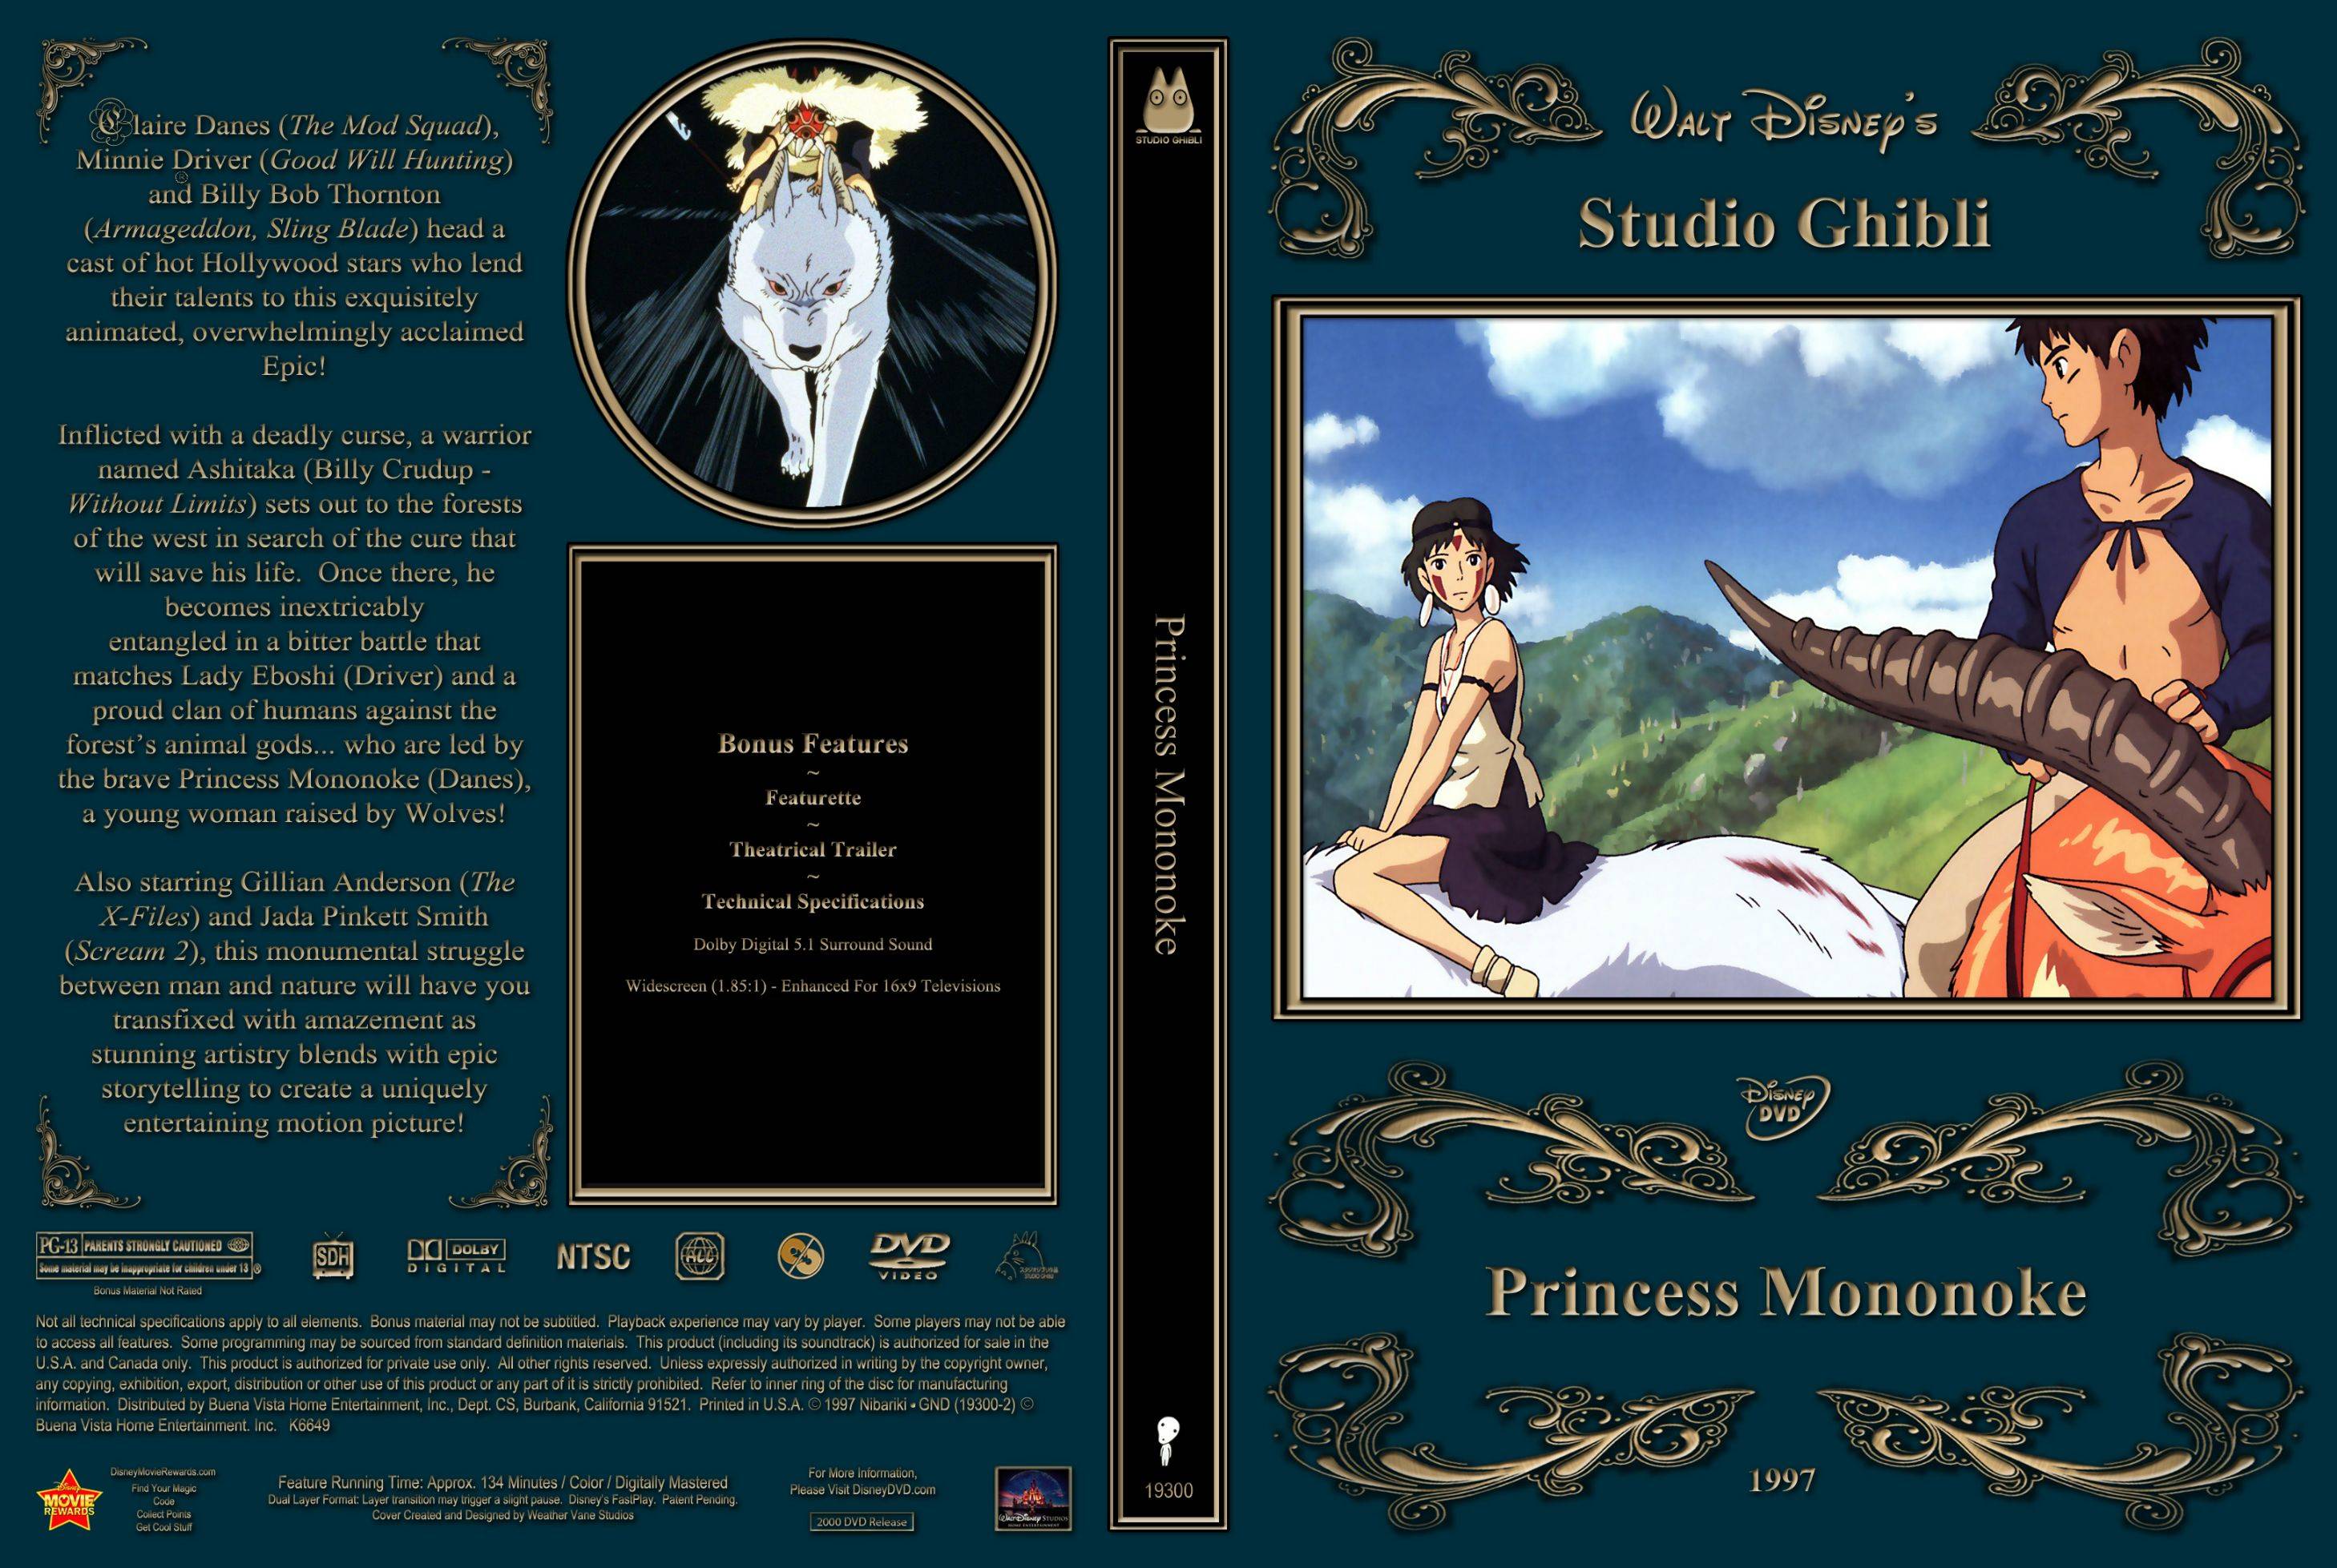 Claire Danes (The Mod Squad),
Minnie Driver (Good Will Hunting)
and Billy Bob Thornton
(Armageddon, Sling Blade) head a
cast of hot Hollywood stars who lend
their talents to this exquisitely
animated, overwhelmingly acclaimed
Epic!
Inflicted with a deadly curse, a warrior
named Ashitaka (Billy Crudup -
Without Limits) sets out to the forests
of the west in search of the cure that
will save his life.  Once there, he
becomes inextricably
entangled in a bitter battle that
matches Lady Eboshi (Driver) and a
proud clan of humans against the
forest's animal gods... who are led by
the brave Princess Mononoke (Danes),
a young woman raised by Wolves!
Also starring Gillian Anderson (The
X-Files) and Jada Pinkett Smith
(Scream 2), this monumental struggle
between man and nature will have you
transfixed with amazement as
stunning artistry blends with epic
storytelling to create a uniquely
entertaining motion picture!
Bonus Features
~
Featurette
~
Theatrical Trailer
~
Technical Specifications
Dolby Digital 5.1 Surround Sound
Widescreen (1.85:1) - Enhanced For 16x9 Televisions
PG-13 PARENTS STRONGLY CAUTIONED
Some material may be inappropriate for children under 13 ®
Bonus Material Not Rated
SDH
DOLBY
DIGITAL
NTSC
ALL
DVD
VIDEO
STUDIO GHIBLI
Not all technical specifications apply to all elements.  Bonus material may not be subtitled.  Playback experience may vary by player.  Some players may not be able
to access all features.  Some programming may be sourced from standard definition materials.  This product (including its soundtrack) is authorized for sale in the
U.S.A. and Canada only.  This product is authorized for private use only.  All other rights reserved.  Unless expressly authorized in writing by the copyright owner,
any copying, exhibition, export, distribution or other use of this product or any part of it is strictly prohibited.  Refer to inner ring of the disc for manufacturing
information.  Distributed by Buena Vista Home Entertainment, Inc., Dept. CS, Burbank, California 91521.  Printed in U.S.A. © 1997 Nibariki • GND (19300-2) ©
Buena Vista Home Entertainment. Inc.   K6649
Disney
MOVIE
REWARDS
DisneyMovieRewards.com
Find Your Magic
Code
Collect Points
Get Cool Stuff
Feature Running Time: Approx. 134 Minutes / Color / Digitally Mastered
Dual Layer Format: Layer transition may trigger a slight pause.  Disney's FastPlay.  Patent Pending.
Cover Created and Designed by Weather Vane Studios
For More Information,
Please Visit DisneyDVD.com
2000 DVD Release
Walt Disney STUDIOS
HOME ENTERTAINMENT
STUDIO GHIBLI
Princess Mononoke
19300
WALT DISNEY'S
Studio Ghibli
DISNEY
DVD
Princess Mononoke
1997